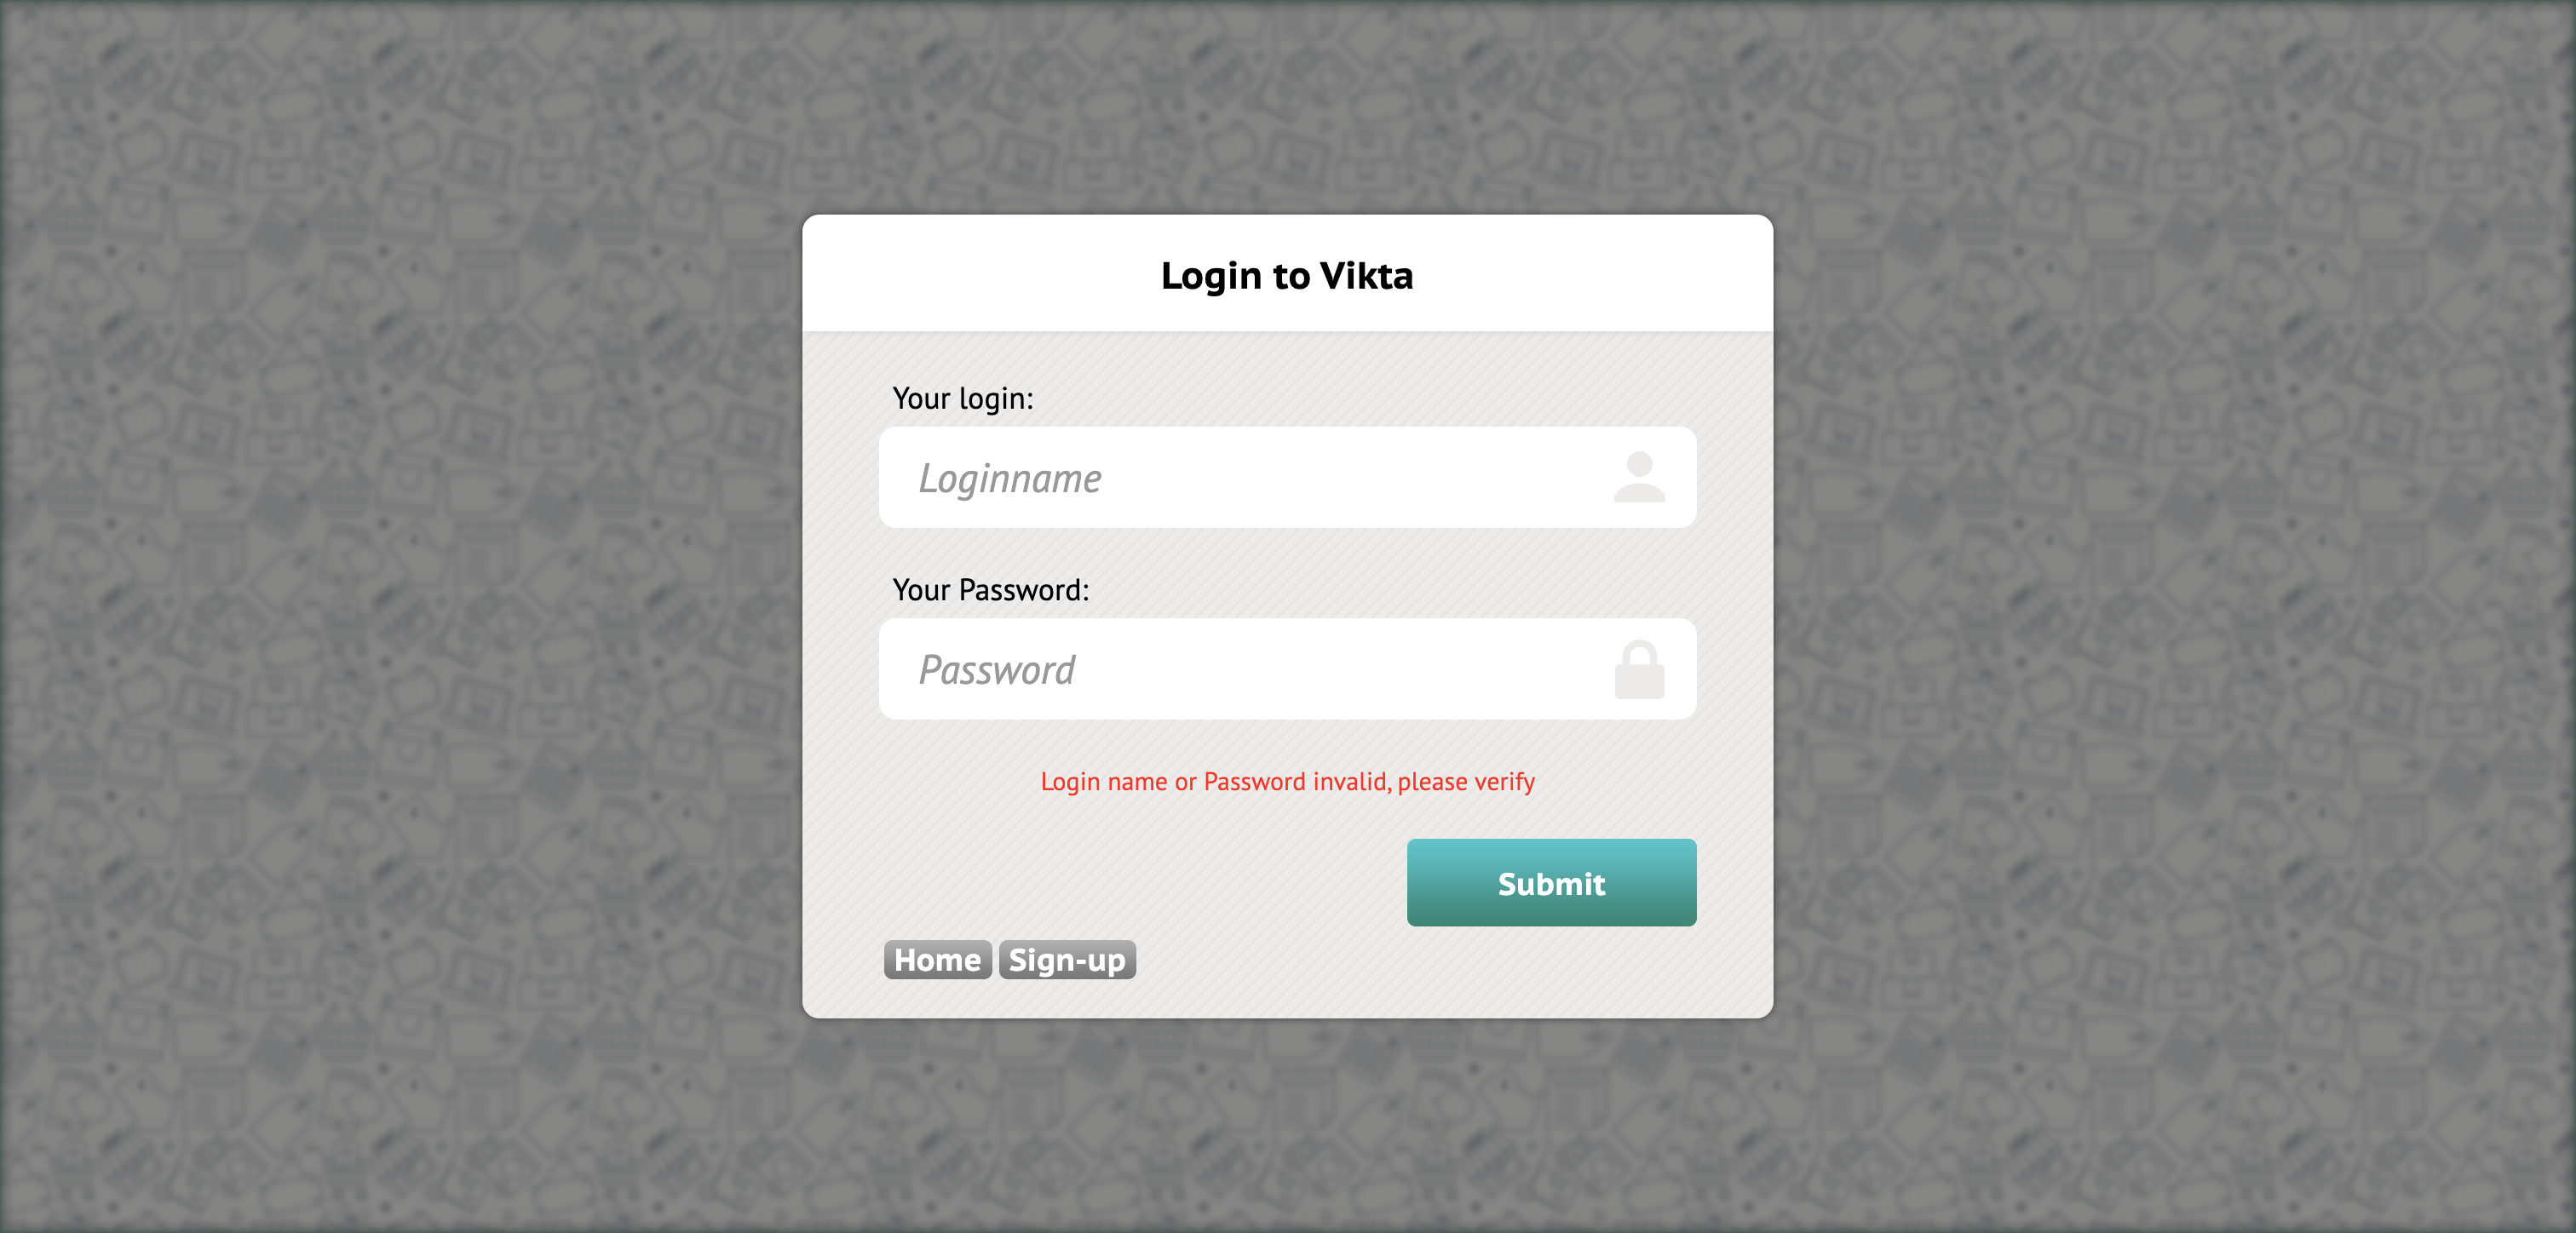 Login to Vikta
Your login:
Loginname
Your Password:
Password
Login name or Password invalid, please verify
Submit
Home Sign-up